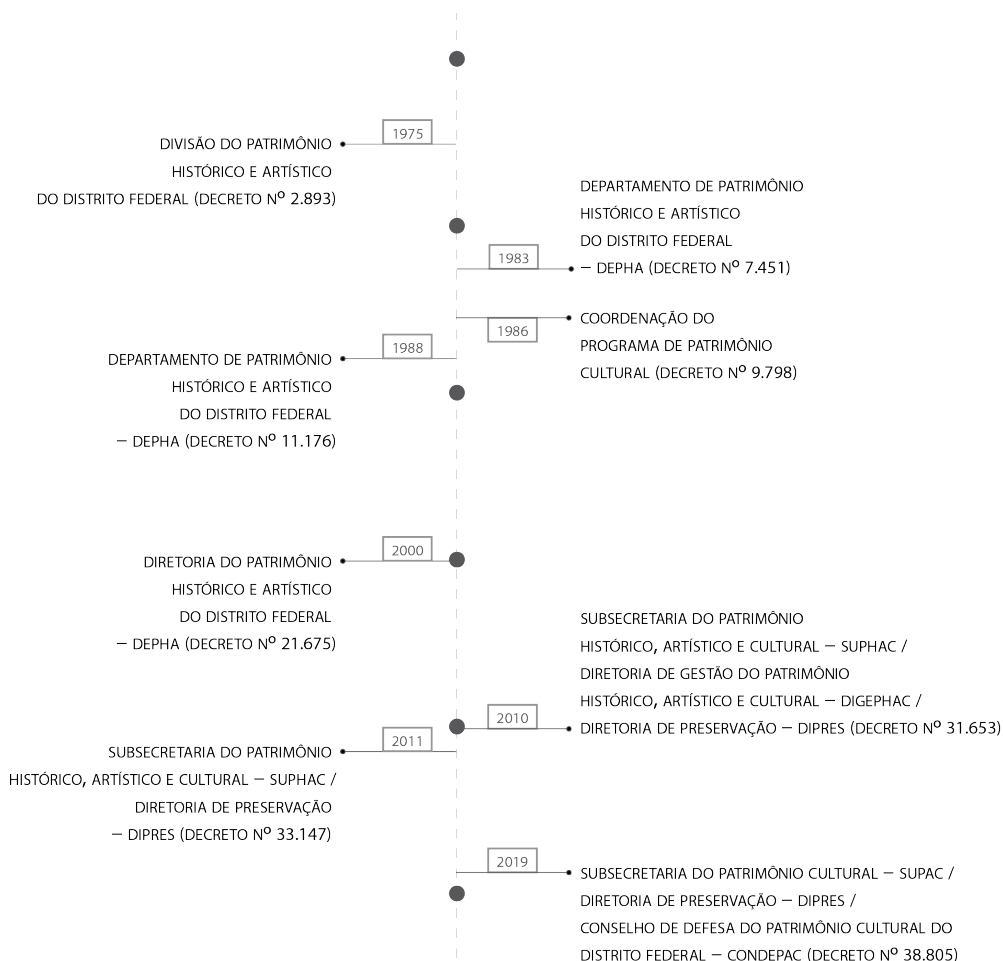 1975
DIVISÃO DO PATRIMÔNIO
HISTÓRICO E ARTÍSTICO
DO DISTRITO FEDERAL (DECRETO Nº 2.893)
1983
DEPARTAMENTO DE PATRIMÔNIO
HISTÓRICO E ARTÍSTICO
DO DISTRITO FEDERAL
– DEPHA (DECRETO Nº 7.451)
1986
COORDENAÇÃO DO
PROGRAMA DE PATRIMÔNIO
CULTURAL (DECRETO Nº 9.798)
1988
DEPARTAMENTO DE PATRIMÔNIO
HISTÓRICO E ARTÍSTICO
DO DISTRITO FEDERAL
– DEPHA (DECRETO Nº 11.176)
2000
DIRETORIA DO PATRIMÔNIO
HISTÓRICO E ARTÍSTICO
DO DISTRITO FEDERAL
– DEPHA (DECRETO Nº 21.675)
2010
SUBSECRETARIA DO PATRIMÔNIO
HISTÓRICO, ARTÍSTICO E CULTURAL – SUPHAC /
DIRETORIA DE GESTÃO DO PATRIMÔNIO
HISTÓRICO, ARTÍSTICO E CULTURAL – DIGEPHAC /
DIRETORIA DE PRESERVAÇÃO – DIPRES (DECRETO Nº 31.653)
2011
SUBSECRETARIA DO PATRIMÔNIO
HISTÓRICO, ARTÍSTICO E CULTURAL – SUPHAC /
DIRETORIA DE PRESERVAÇÃO
– DIPRES (DECRETO Nº 33.147)
2019
SUBSECRETARIA DO PATRIMÔNIO CULTURAL – SUPAC /
DIRETORIA DE PRESERVAÇÃO – DIPRES /
CONSELHO DE DEFESA DO PATRIMÔNIO CULTURAL DO
DISTRITO FEDERAL – CONDEPAC (DECRETO Nº 38.805)